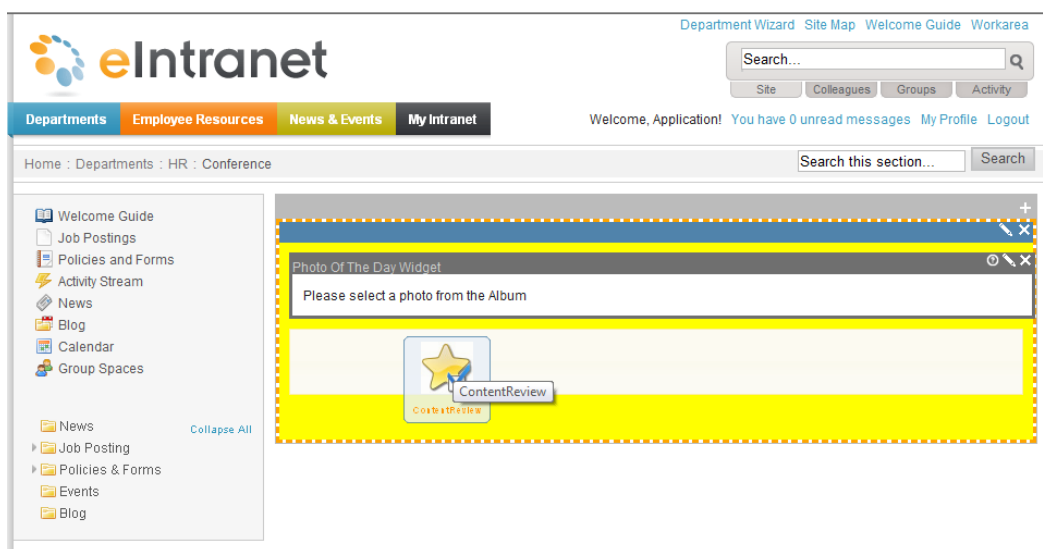 Department Wizard Site Map Welcome Guide Workarea
eIntranet
Search...
Site Colleagues Groups Activity
Departments Employee Resources News & Events My Intranet
Welcome, Application! You have 0 unread messages My Profile Logout
Home : Departments : HR : Conference
Search this section... Search
Welcome Guide
Job Postings
Policies and Forms
Activity Stream
News
Blog
Calendar
Group Spaces
News Collapse All
Job Posting
Policies & Forms
Events
Blog
Photo Of The Day Widget
Please select a photo from the Album
ContentReview
ContentReview